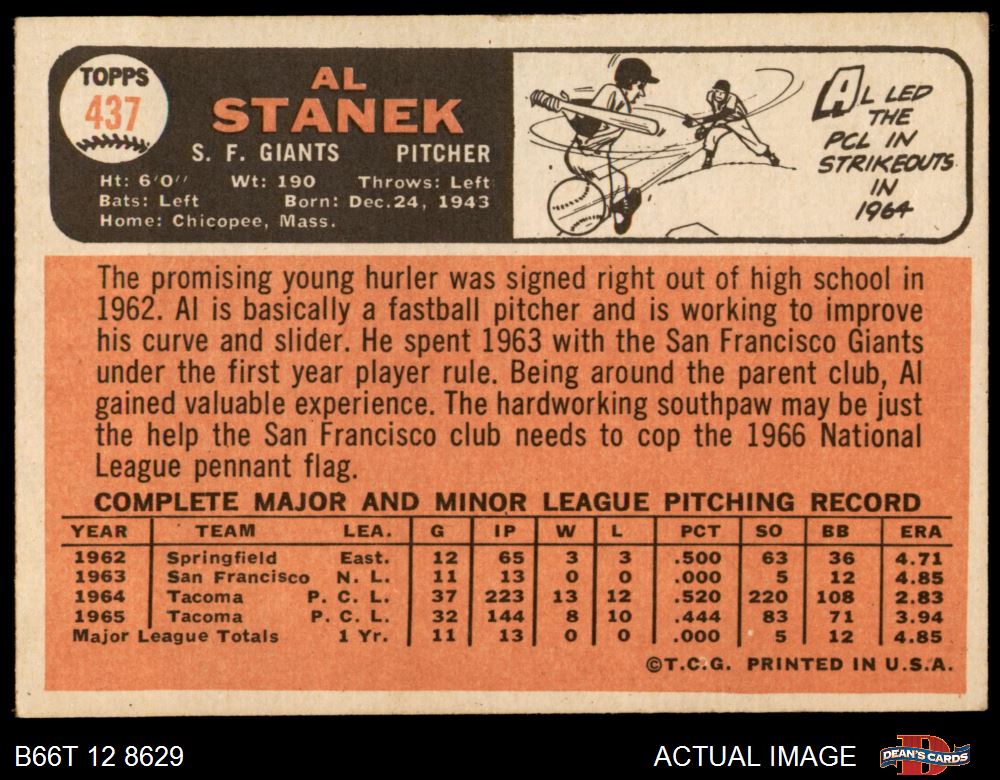 TOPPS
437
AL
STANEK
S. F. GIANTS PITCHER
Ht: 6'0" Wt: 190 Throws: Left
Bats: Left Born: Dec. 24, 1943
Home: Chicopee, Mass.
AL LED
THE
PCL IN
STRIKEOUTS
IN
1964
The promising young hurler was signed right out of high school in
1962. Al is basically a fastball pitcher and is working to improve
his curve and slider. He spent 1963 with the San Francisco Giants
under the first year player rule. Being around the parent club, Al
gained valuable experience. The hardworking southpaw may be just
the help the San Francisco club needs to cop the 1966 National
League pennant flag.
COMPLETE MAJOR AND MINOR LEAGUE PITCHING RECORD
YEAR TEAM LEA. G IP W L PCT SO BB ERA
1962 Springfield East. 12 65 3 3 .500 63 36 4.71
1963 San Francisco N. L. 11 13 0 0 .000 5 12 4.85
1964 Tacoma P. C. L. 37 223 13 12 .520 220 108 2.83
1965 Tacoma P. C. L. 32 144 8 10 .444 83 71 3.94
Major League Totals 1 Yr. 11 13 0 0 .000 5 12 4.85
©T.C.G. PRINTED IN U.S.A.
B66T 12 8629 ACTUAL IMAGE DEAN'S CARDS